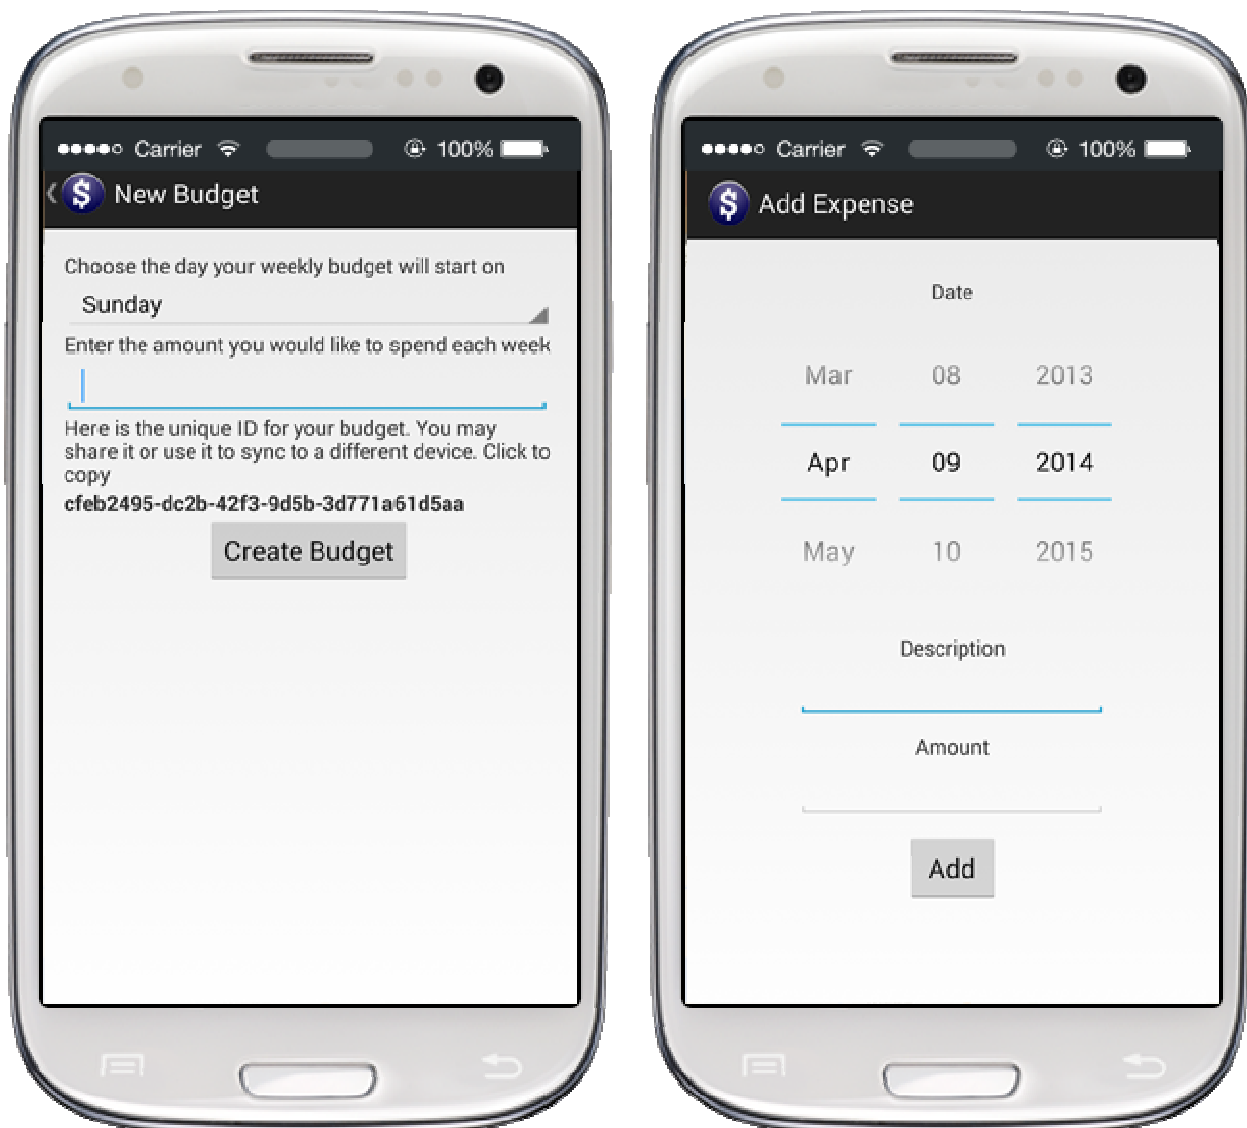 Carrier 100%
$ New Budget
Choose the day your weekly budget will start on
Sunday
Enter the amount you would like to spend each week
Here is the unique ID for your budget. You may
share it or use it to sync to a different device. Click to
copy
cfeb2495-dc2b-42f3-9d5b-3d771a61d5aa
Create Budget
Carrier 100%
$ Add Expense
Date
Mar 08 2013
Apr 09 2014
May 10 2015
Description
Amount
Add